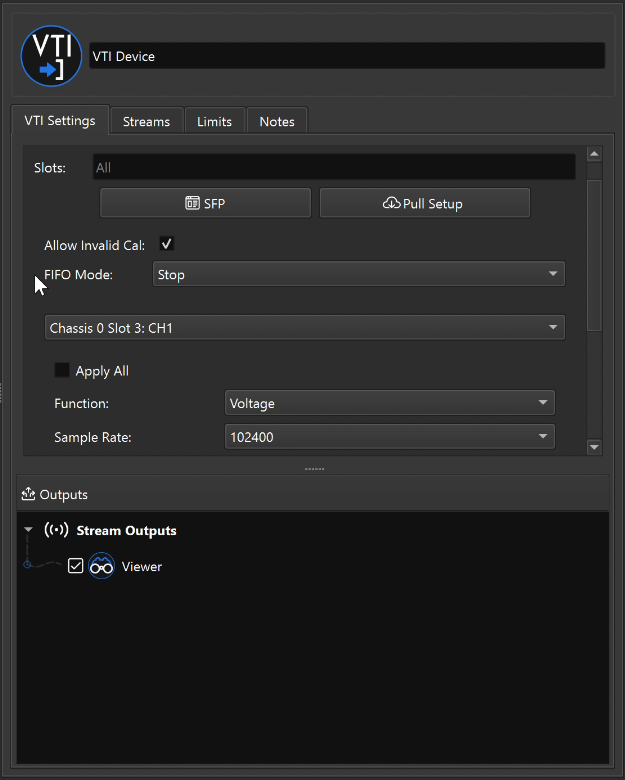 VTI
VTI Device
VTI Settings Streams Limits Notes
Slots: All
SFP Pull Setup
Allow Invalid Cal:
FIFO Mode: Stop
Chassis 0 Slot 3: CH1
Apply All
Function: Voltage
Sample Rate: 102400
Outputs
Stream Outputs
Viewer